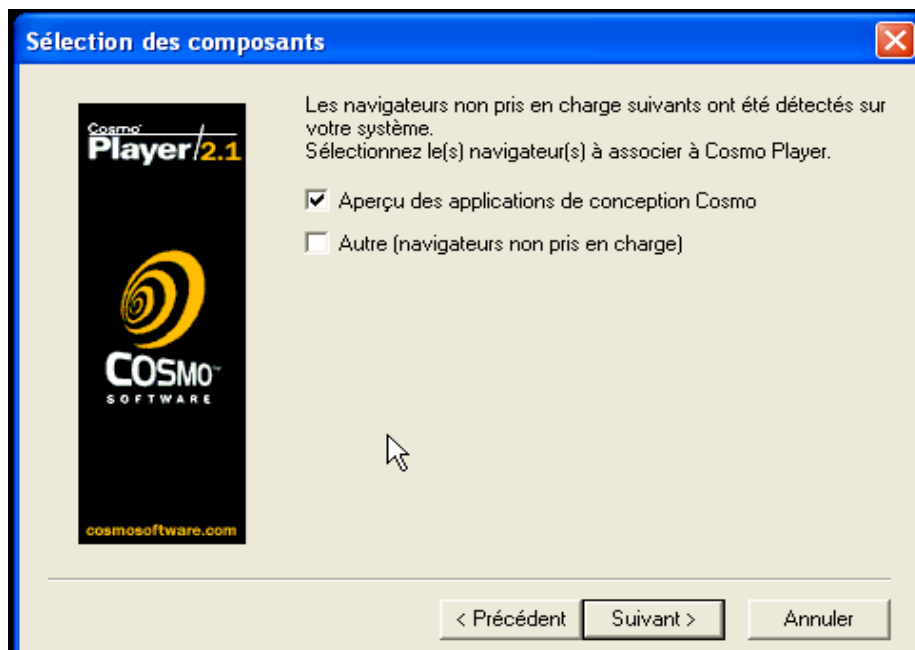 Sélection des composants
Cosmo
Player 2.1
COSMO™
SOFTWARE
cosmosoftware.com
Les navigateurs non pris en charge suivants ont été détectés sur
votre système.
Sélectionnez le(s) navigateur(s) à associer à Cosmo Player.
Aperçu des applications de conception Cosmo
Autre (navigateurs non pris en charge)
< Précédent
Suivant >
Annuler